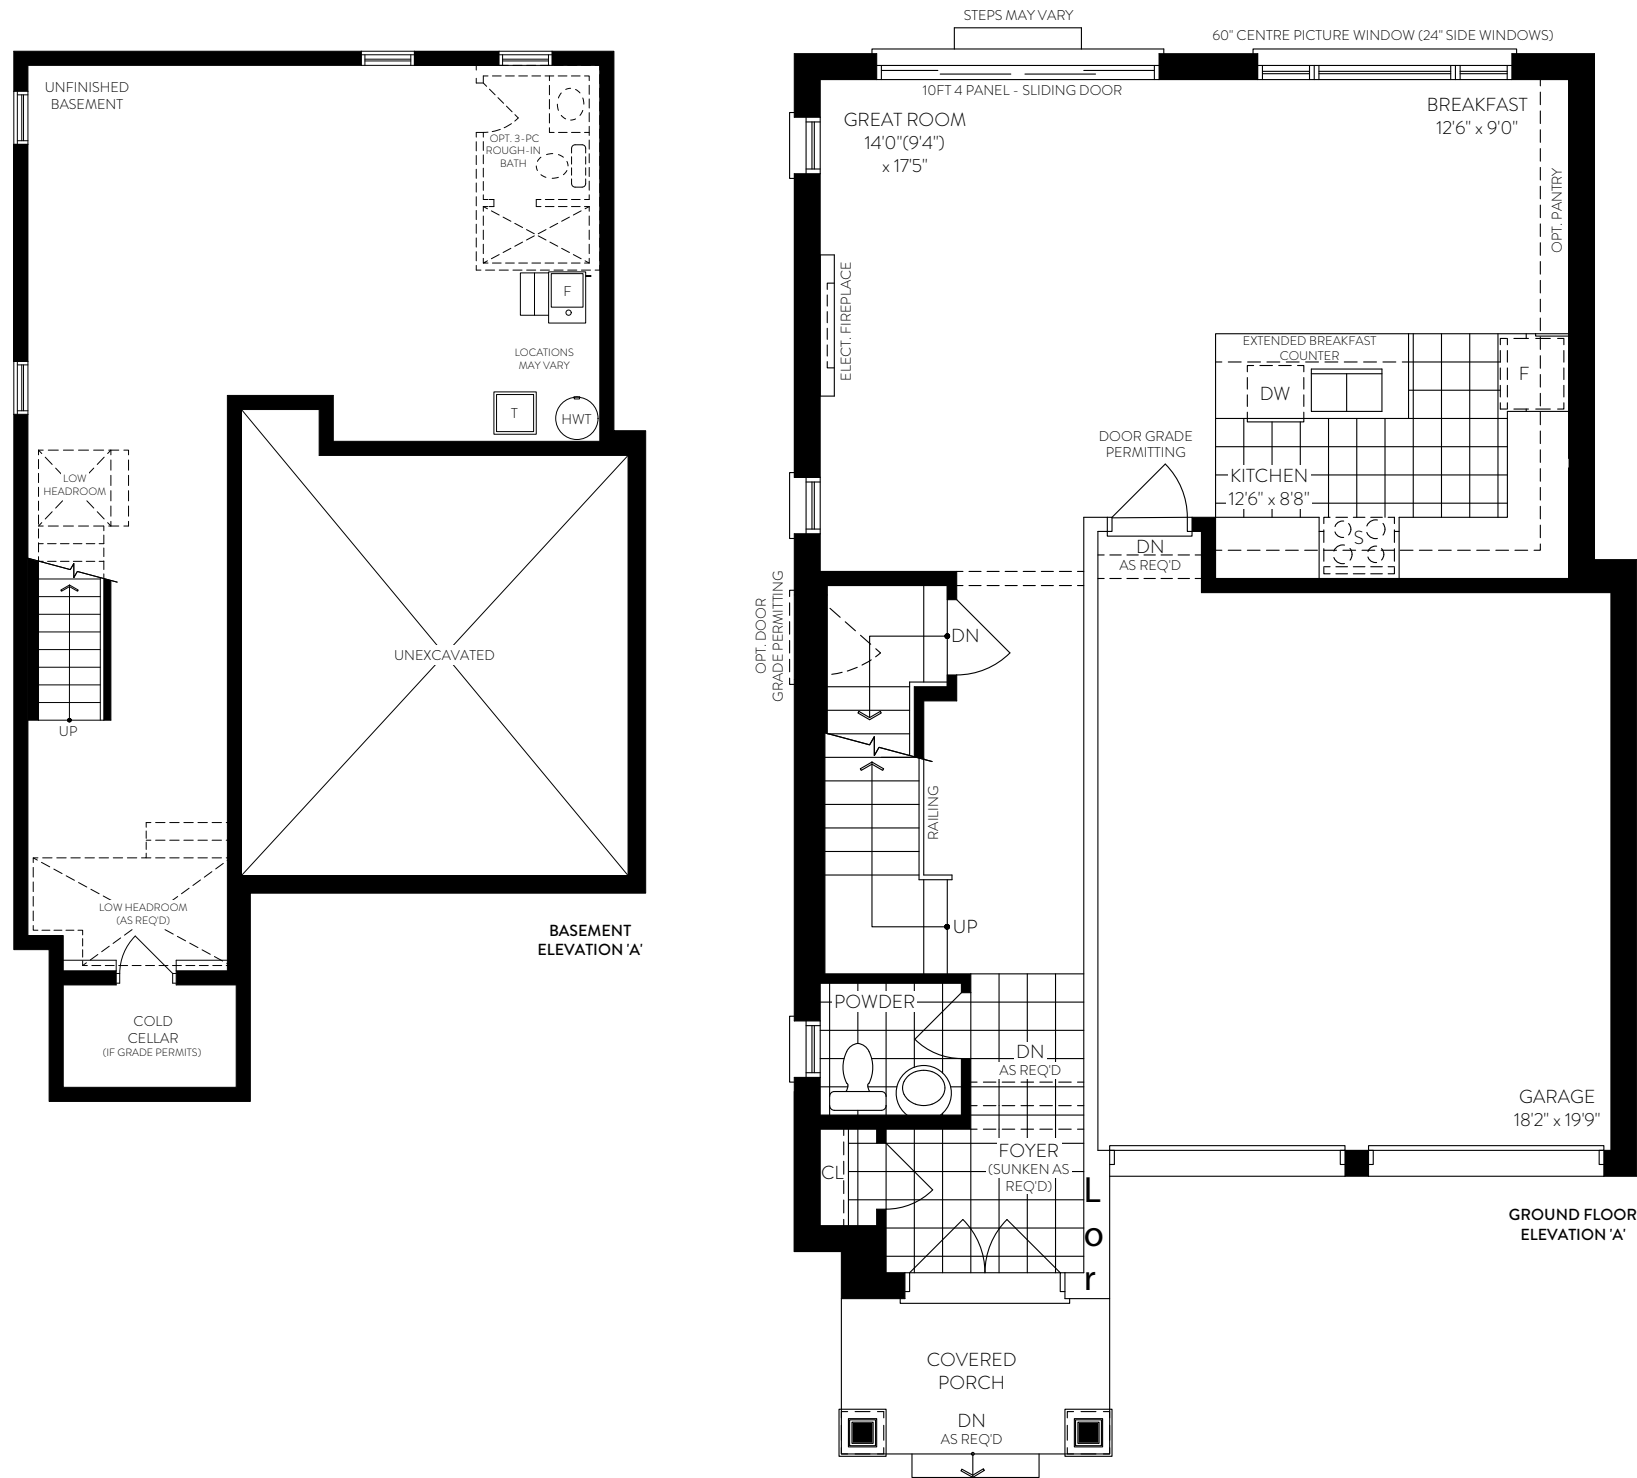 UNFINISHED
BASEMENT
OPT. 3-PC
ROUGH-IN
BATH
F
LOCATIONS
MAY VARY
T
HWT
LOW
HEADROOM
UNEXCAVATED
UP
LOW HEADROOM
(AS REQ'D)
BASEMENT
ELEVATION 'A'
COLD
CELLAR
(IF GRADE PERMITS)
STEPS MAY VARY
60" CENTRE PICTURE WINDOW (24" SIDE WINDOWS)
10FT 4 PANEL - SLIDING DOOR
GREAT ROOM
14'0"(9'4")
x 17'5"
BREAKFAST
12'6" x 9'0"
OPT. PANTRY
ELECT. FIREPLACE
EXTENDED BREAKFAST
COUNTER
DW
F
DOOR GRADE
PERMITTING
KITCHEN
12'6" x 8'8"
S
DN
AS REQ'D
OPT. DOOR
GRADE PERMITTING
DN
RAILING
UP
POWDER
DN
AS REQ'D
GARAGE
18'2" x 19'9"
FOYER
(SUNKEN AS
REQ'D)
CL
L
o
r
GROUND FLOOR
ELEVATION 'A'
COVERED
PORCH
DN
AS REQ'D